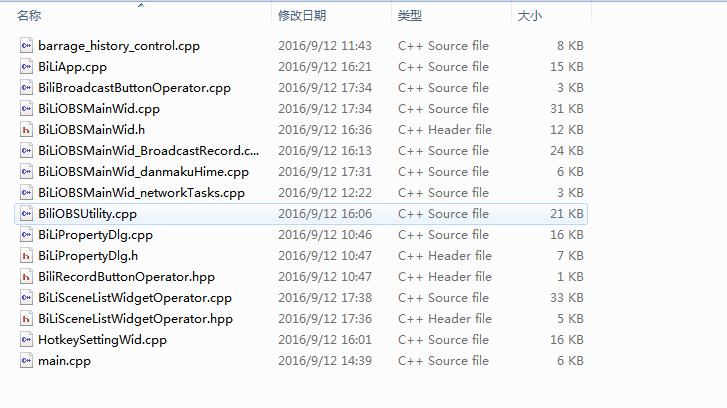 名称 修改日期 类型 大小
barrage_history_control.cpp 2016/9/12 11:43 C++ Source file 8 KB
BiLiApp.cpp 2016/9/12 16:21 C++ Source file 15 KB
BiliBroadcastButtonOperator.cpp 2016/9/12 17:34 C++ Source file 3 KB
BiLiOBSMainWid.cpp 2016/9/12 17:34 C++ Source file 31 KB
BiLiOBSMainWid.h 2016/9/12 16:36 C++ Header file 12 KB
BiLiOBSMainWid_BroadcastRecord.c... 2016/9/12 16:13 C++ Source file 24 KB
BiLiOBSMainWid_danmakuHime.cpp 2016/9/12 17:31 C++ Source file 6 KB
BiLiOBSMainWid_networkTasks.cpp 2016/9/12 12:22 C++ Source file 3 KB
BiliOBSUtility.cpp 2016/9/12 16:06 C++ Source file 21 KB
BiLiPropertyDlg.cpp 2016/9/12 10:46 C++ Source file 16 KB
BiLiPropertyDlg.h 2016/9/12 10:47 C++ Header file 7 KB
BiliRecordButtonOperator.hpp 2016/9/12 10:47 C++ Header file 1 KB
BiLiSceneListWidgetOperator.cpp 2016/9/12 17:38 C++ Source file 33 KB
BiLiSceneListWidgetOperator.hpp 2016/9/12 17:36 C++ Header file 5 KB
HotkeySettingWid.cpp 2016/9/12 16:01 C++ Source file 16 KB
main.cpp 2016/9/12 14:39 C++ Source file 6 KB